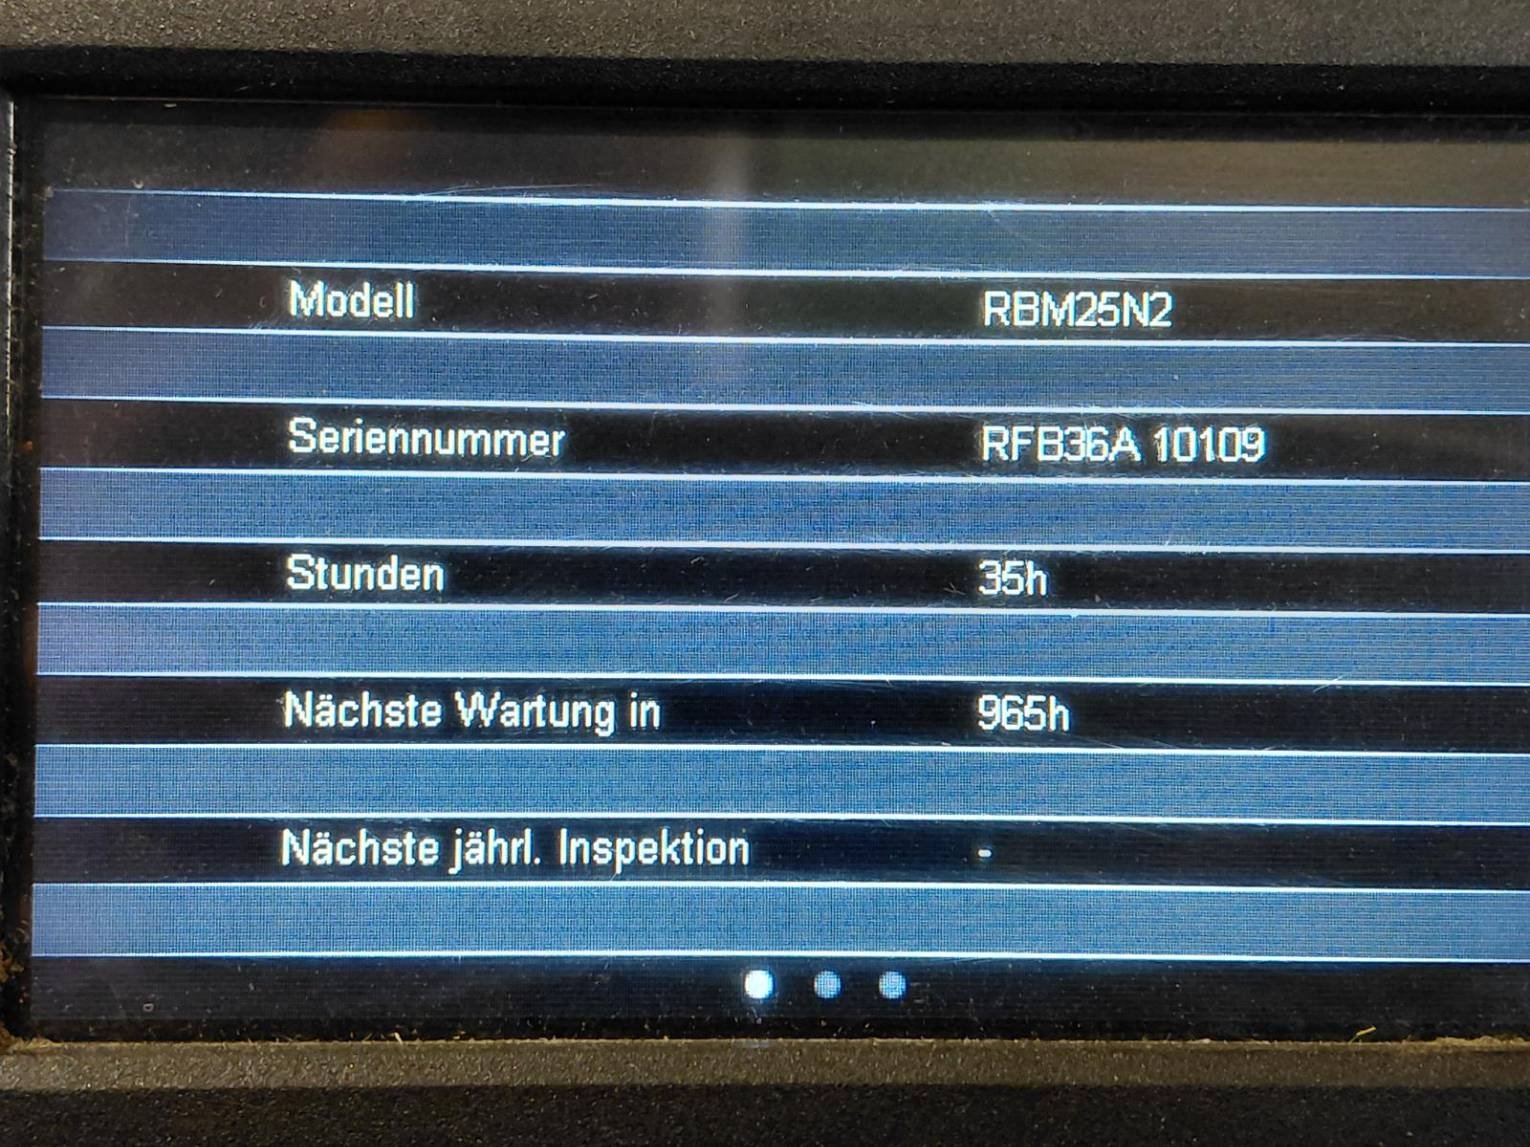 Modell RBM25N2
Seriennummer RFB36A 10109
Stunden 35h
Nächste Wartung in 965h
Nächste jährl. Inspektion -